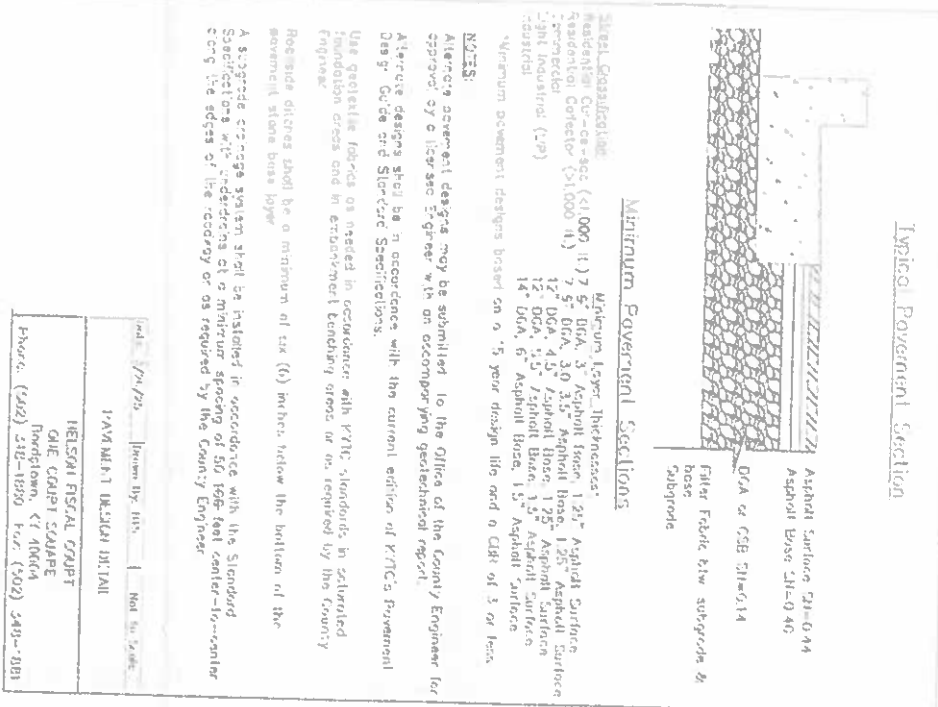 Typical Pavement Section
Asphalt Surface SN=0.44
Asphalt Base SN=0.40
DGA or CSB SN=0.14
Filter Fabric btw subgrade &
base
Subgrade
Minimum Pavement Sections
Street Classification Minimum Layer Thicknesses*
Residential Cul-de-sac (<1,000 ft.) DGA, 3" Asphalt Base, 1.25" Asphalt Surface
Residential Collector (>1,000 ft.) DGA, 3.0 3.5" Asphalt Base, 1.25" Asphalt Surface
Commercial 12" DGA, 4.5" Asphalt Base, 1.25" Asphalt Surface
Light Industrial 12" DGA, Asphalt Base, 1.5" Asphalt Surface
Industrial 14" DGA, 6" Asphalt Base, 1.5" Asphalt Surface
*Minimum pavement designs based on a 15 year design life and a CBR of 3 or less
NOTES:
Alternate pavement designs may be submitted to the Office of the County Engineer for
approval by a licensed Engineer with an accompanying geotechnical report.
Alternate designs shall be in accordance with the current edition of KYTC's Pavement
Design Guide and Standard Specifications.
Use geotextile fabrics as needed in accordance with KYTC standards in saturated
foundation areas and in embankment benching areas or as required by the County
Engineer
Roadside ditches shall be a minimum of six (6) inches below the bottom of the
pavement stone base layer
A subgrade drainage system shall be installed in accordance with the Standard
Specifications with underdrains at a minimum spacing of 50 feet center-to-center
along the edges of the roadway or as required by the County Engineer
Drawn By: Not to Scale
PAVEMENT DESIGN DETAIL
NELSON FISCAL COURT
ONE COURT SQUARE
Bardstown, KY 40004
Phone: (502) Fax: (502)